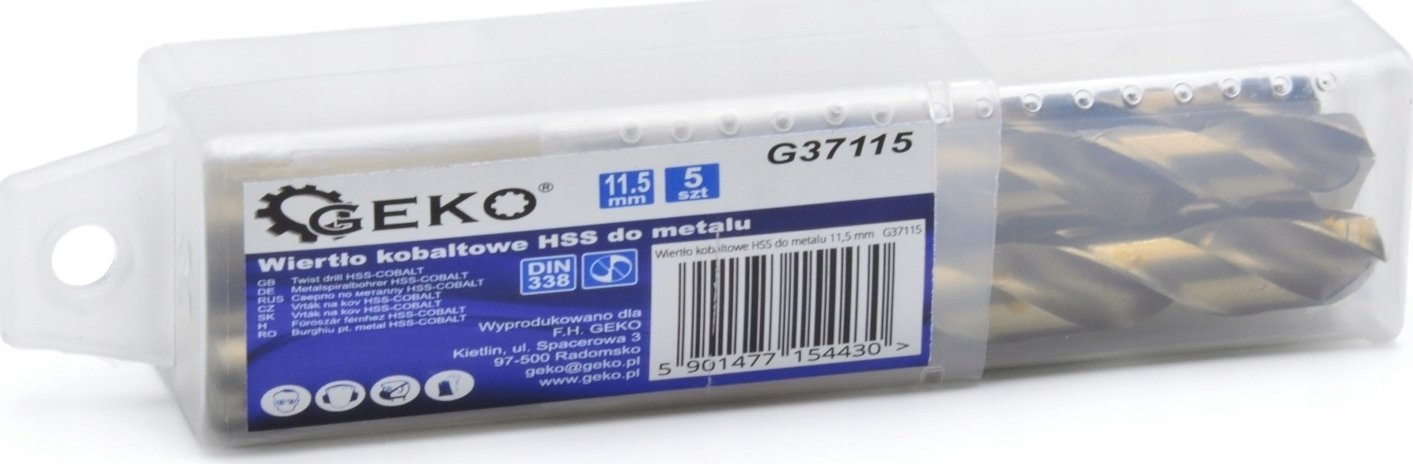 GEKO®
11.5 mm
5 szt
G37115
Wiertło kobaltowe HSS do metalu
GB Twist drill HSS-COBALT
DE Metalspiralbohrer HSS-COBALT
RUS Сверло по металлу HSS-COBALT
CZ Vrták na kov HSS-COBALT
SK Vrták na kov HSS-COBALT
H Fúrószár fémhez HSS-COBALT
RO Burghiu pt. metal HSS-COBALT
DIN 338
Wyprodukowano dla
F.H. GEKO
Kietlin, ul. Spacerowa 3
97-500 Radomsko
geko@geko.pl
www.geko.pl
Wiertło kobaltowe HSS do metalu 11,5 mm G37115
5 901477 154430 >